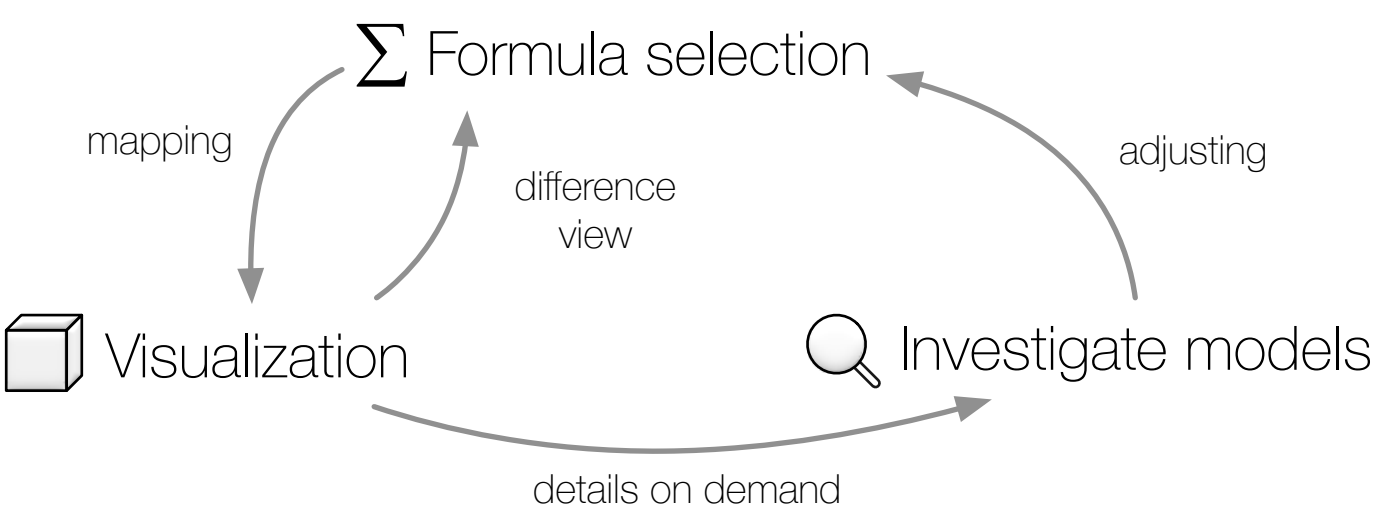 ∑ Formula selection
mapping
adjusting
difference
view
Visualization
Investigate models
details on demand